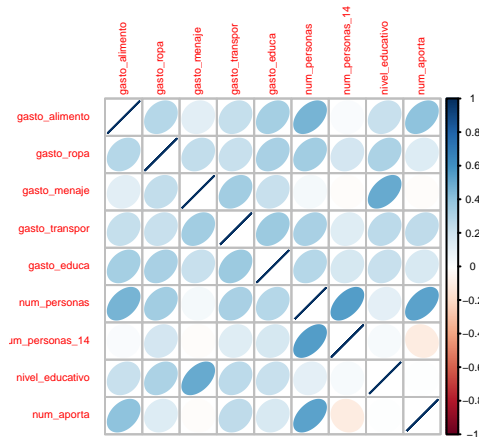 gasto_alimento
gasto_ropa
gasto_menaje
gasto_transpor
gasto_educa
num_personas
num_personas_14
nivel_educativo
num_aporta
gasto_alimento
gasto_ropa
gasto_menaje
gasto_transpor
gasto_educa
num_personas
um_personas_14
nivel_educativo
num_aporta
1
0.8
0.6
0.4
0.2
0
−0.2
−0.4
−0.6
−0.8
−1